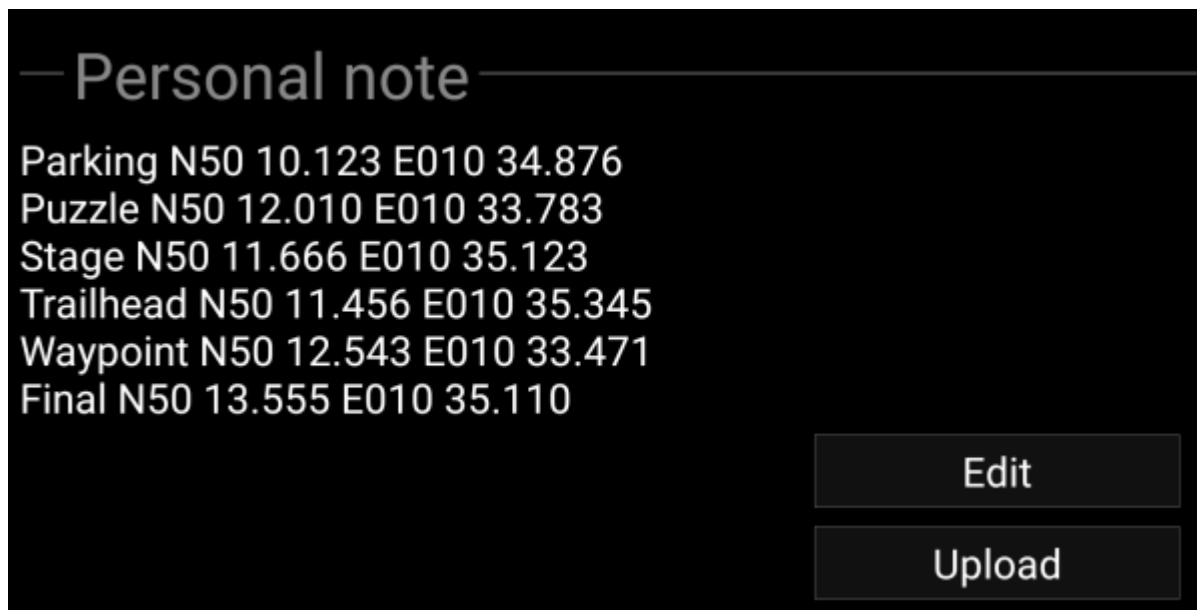 Personal note
Parking N50 10.123 E010 34.876
Puzzle N50 12.010 E010 33.783
Stage N50 11.666 E010 35.123
Trailhead N50 11.456 E010 35.345
Waypoint N50 12.543 E010 33.471
Final N50 13.555 E010 35.110
Edit
Upload